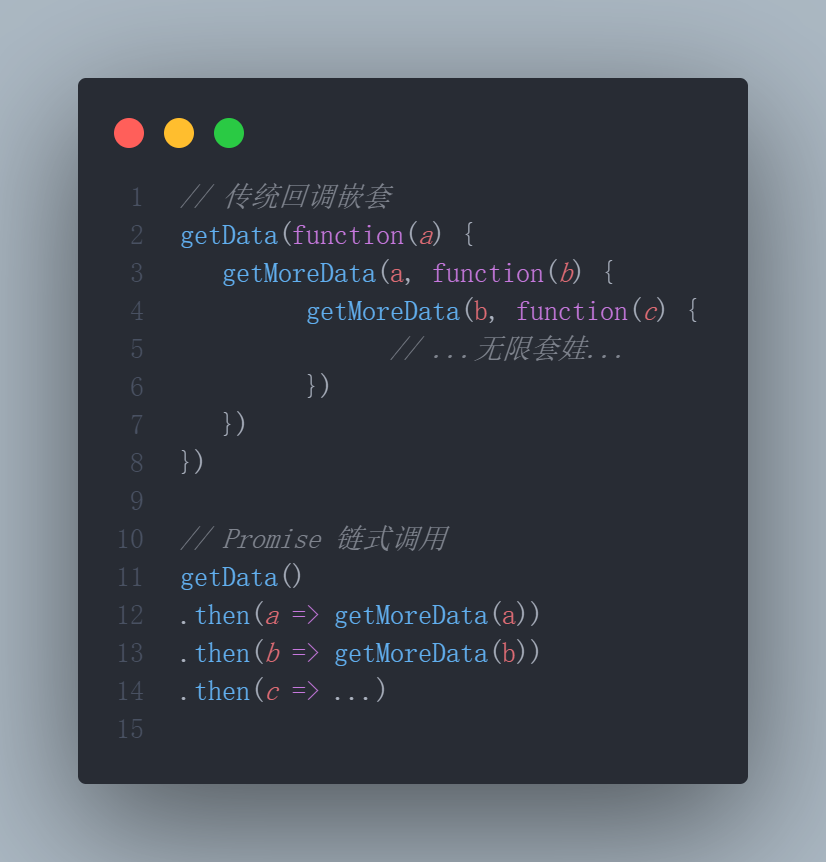 1 // 传统回调嵌套
2 getData(function(a) {
3    getMoreData(a, function(b) {
4          getMoreData(b, function(c) {
5                // ...无限套娃...
6          })
7    })
8 })
9
10 // Promise 链式调用
11 getData()
12 .then(a => getMoreData(a))
13 .then(b => getMoreData(b))
14 .then(c => ...)
15